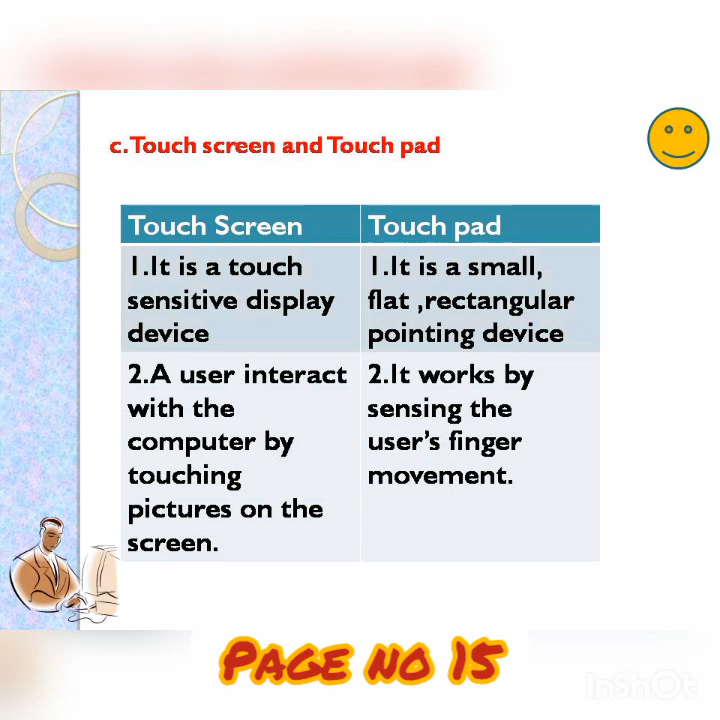 c.Touch screen and Touch pad
Touch Screen
Touch pad
1.It is a touch
sensitive display
device
1.It is a small,
flat ,rectangular
pointing device
2.A user interact
with the
computer by
touching
pictures on the
screen.
2.It works by
sensing the
user's finger
movement.
Page no 15
InShOt